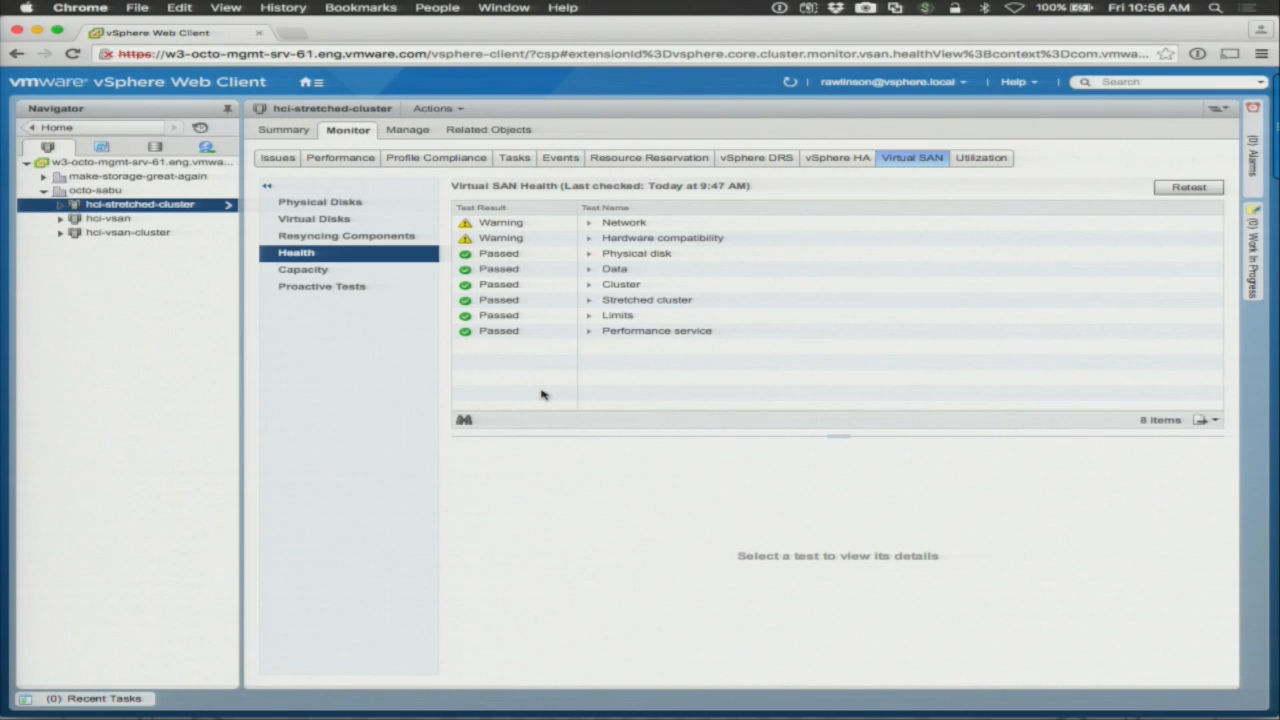 Chrome File Edit View History Bookmarks People Window Help 100% Fri 10:56 AM
vSphere Web Client
https://w3-octo-mgmt-srv-61.eng.vmware.com/vsphere-client/?csp#extensionId%3Dvsphere.core.cluster.monitor.vsan.healthView%3Bcontext%3Dcom.vmwa...
vmware vSphere Web Client rawlinson@vsphere.local Help Search
Navigator
Home
w3-octo-mgmt-srv-61.eng.vmwa...
make-storage-great-again
octo-sabu
hci-stretched-cluster
hci-vsan
hci-vsan-cluster
hci-stretched-cluster Actions
Summary Monitor Manage Related Objects
Issues Performance Profile Compliance Tasks Events Resource Reservation vSphere DRS vSphere HA Virtual SAN Utilization
Physical Disks
Virtual Disks
Resyncing Components
Health
Capacity
Proactive Tests
Virtual SAN Health (Last checked: Today at 9:47 AM)
Retest
Test Result Test Name
Warning Network
Warning Hardware compatibility
Passed Physical disk
Passed Data
Passed Cluster
Passed Stretched cluster
Passed Limits
Passed Performance service
8 items
Select a test to view its details
(0) Alarms
(0) Work In Progress
(0) Recent Tasks